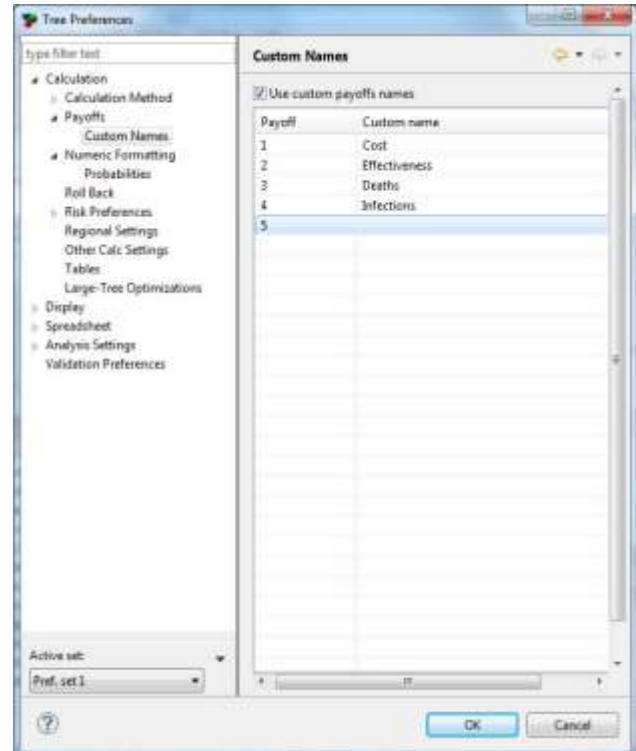 Tree Preferences
type filter text
Calculation
Calculation Method
Payoffs
Custom Names
Numeric Formatting
Probabilities
Roll Back
Risk Preferences
Regional Settings
Other Calc Settings
Tables
Large-Tree Optimizations
Display
Spreadsheet
Analysis Settings
Validation Preferences
Active set:
Pref. set 1
Custom Names
Use custom payoffs names
Payoff Custom name
1 Cost
2 Effectiveness
3 Deaths
4 Infections
5
OK Cancel